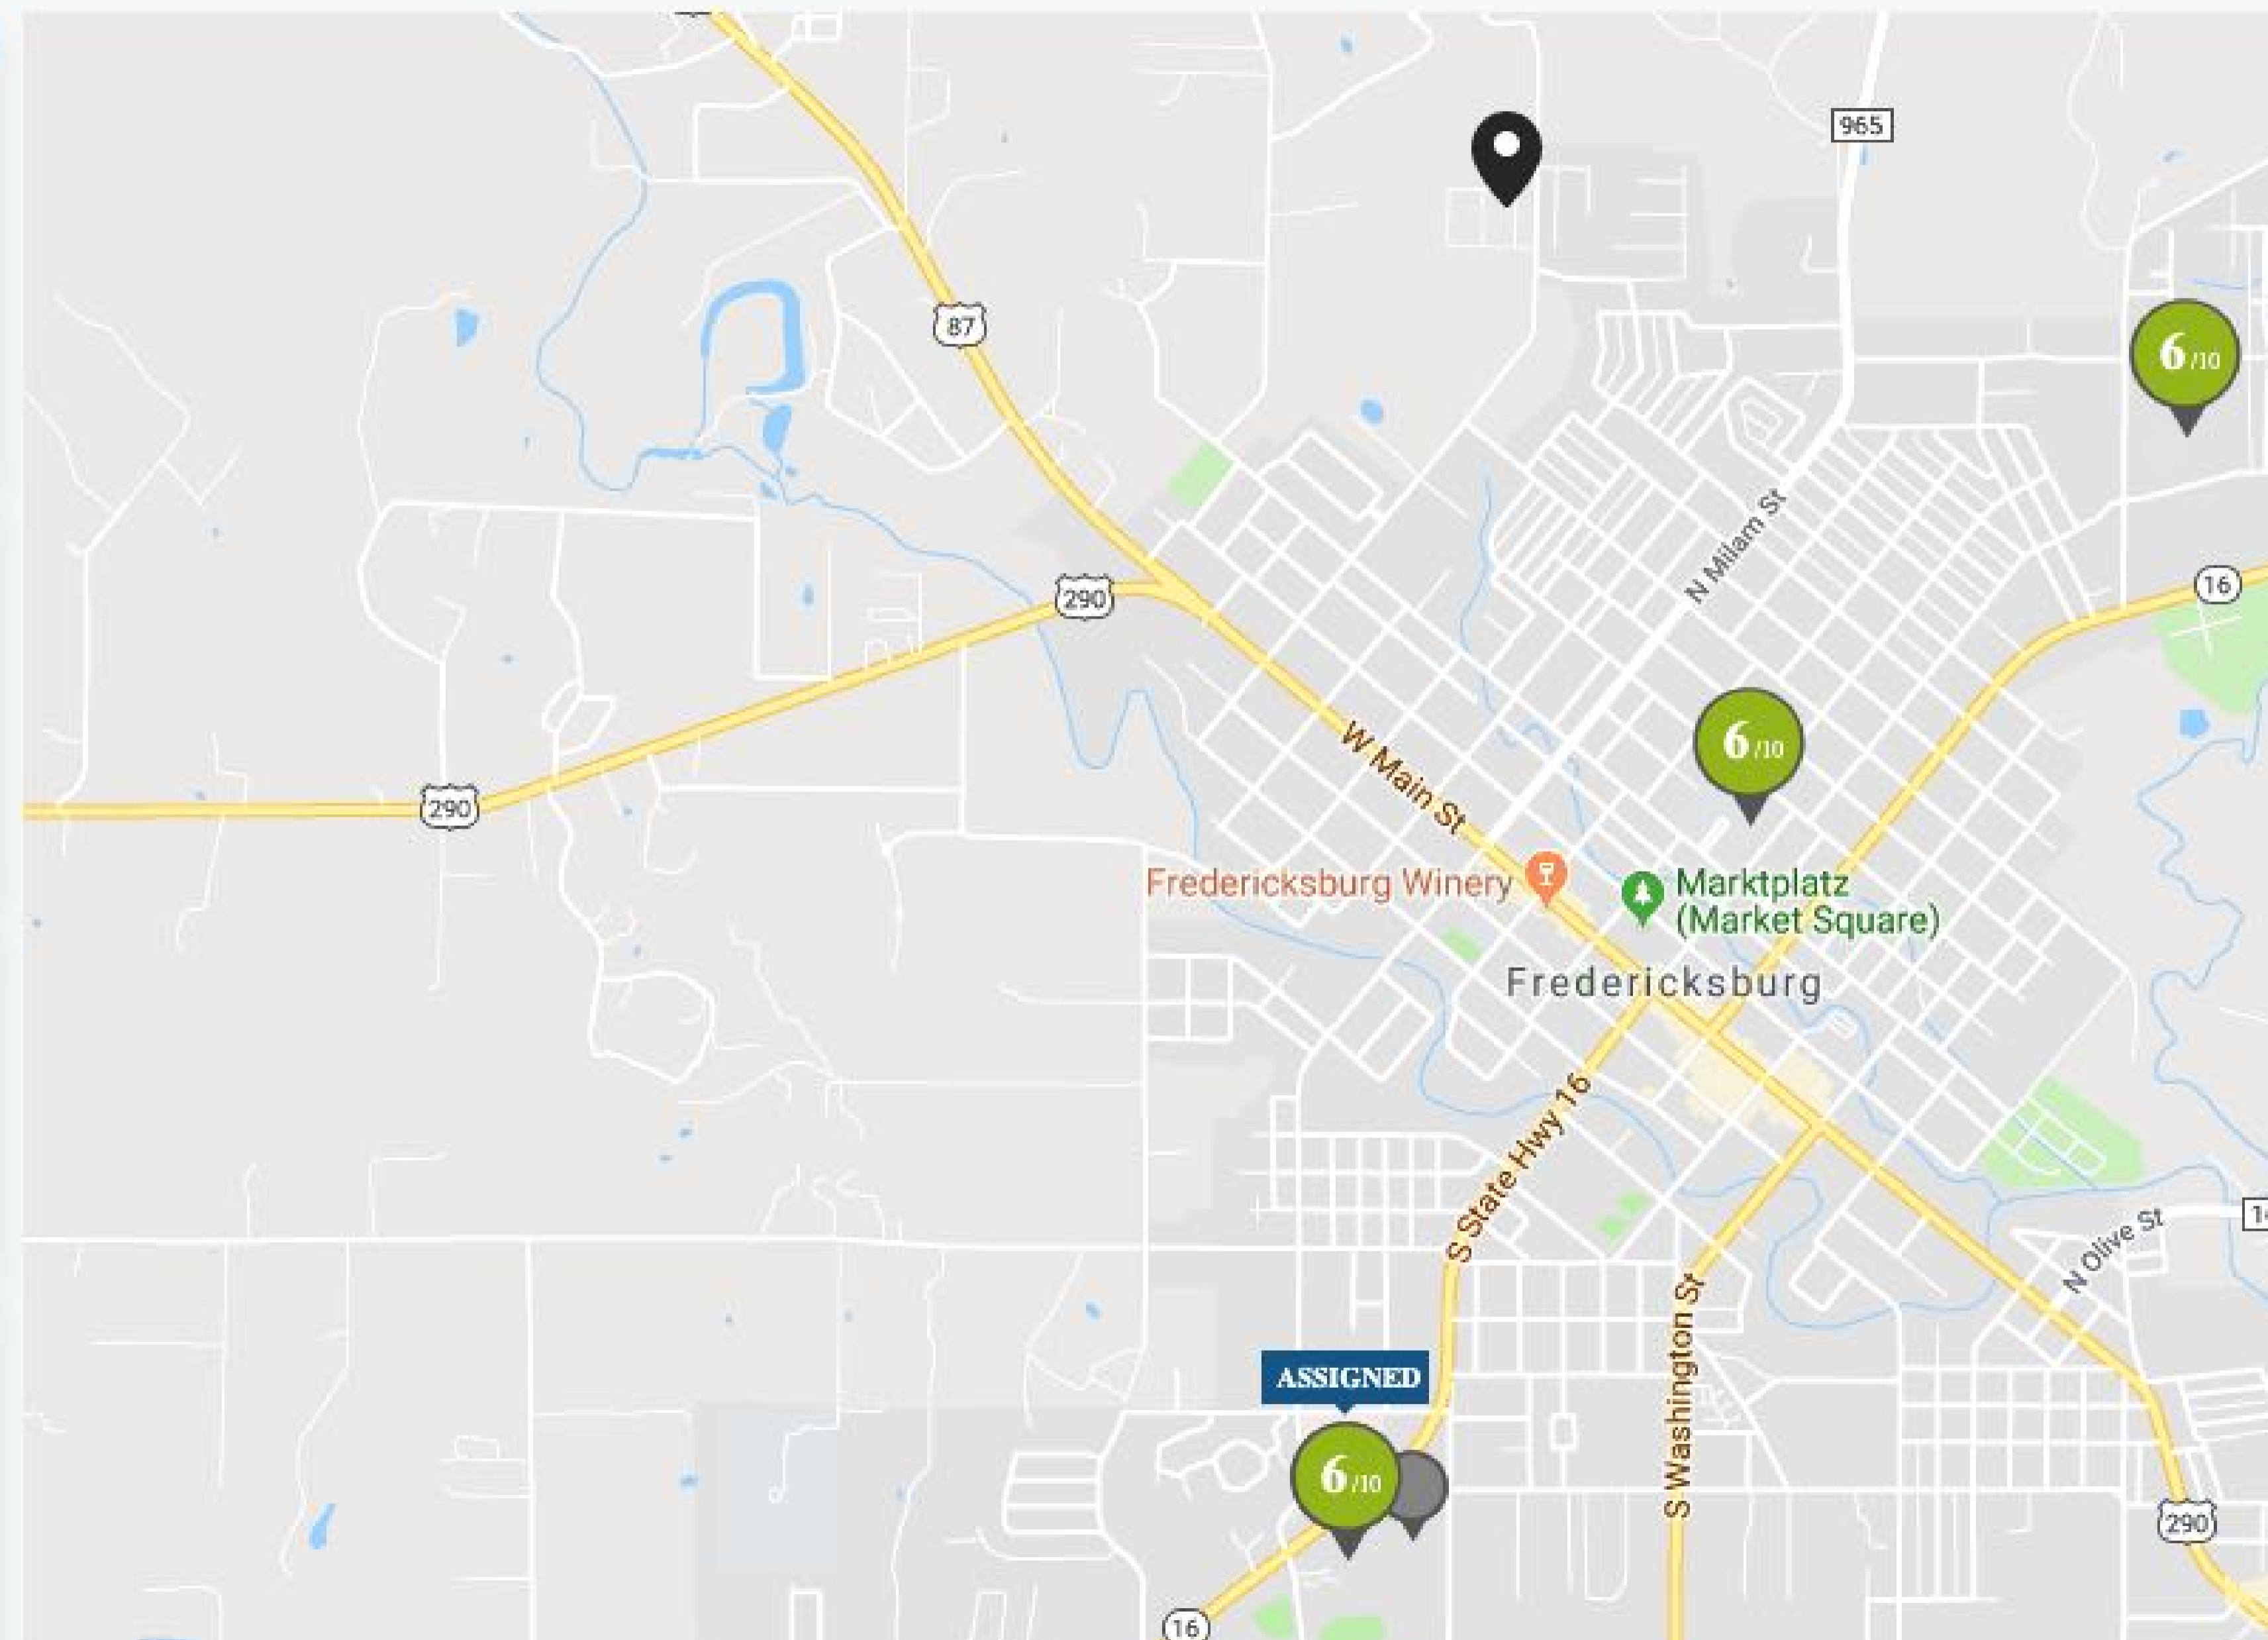 965
87
6/10
N Milam St
290
16
W Main St
6/10
290
Fredericksburg Winery
Marktplatz
(Market Square)
Fredericksburg
S State Hwy 16
N Olive St
S Washington St
ASSIGNED
6/10
290
16